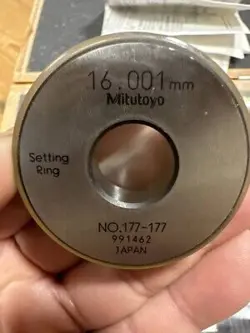 16.001mm
Mitutoyo
Setting
Ring
NO.177-177
991462
JAPAN